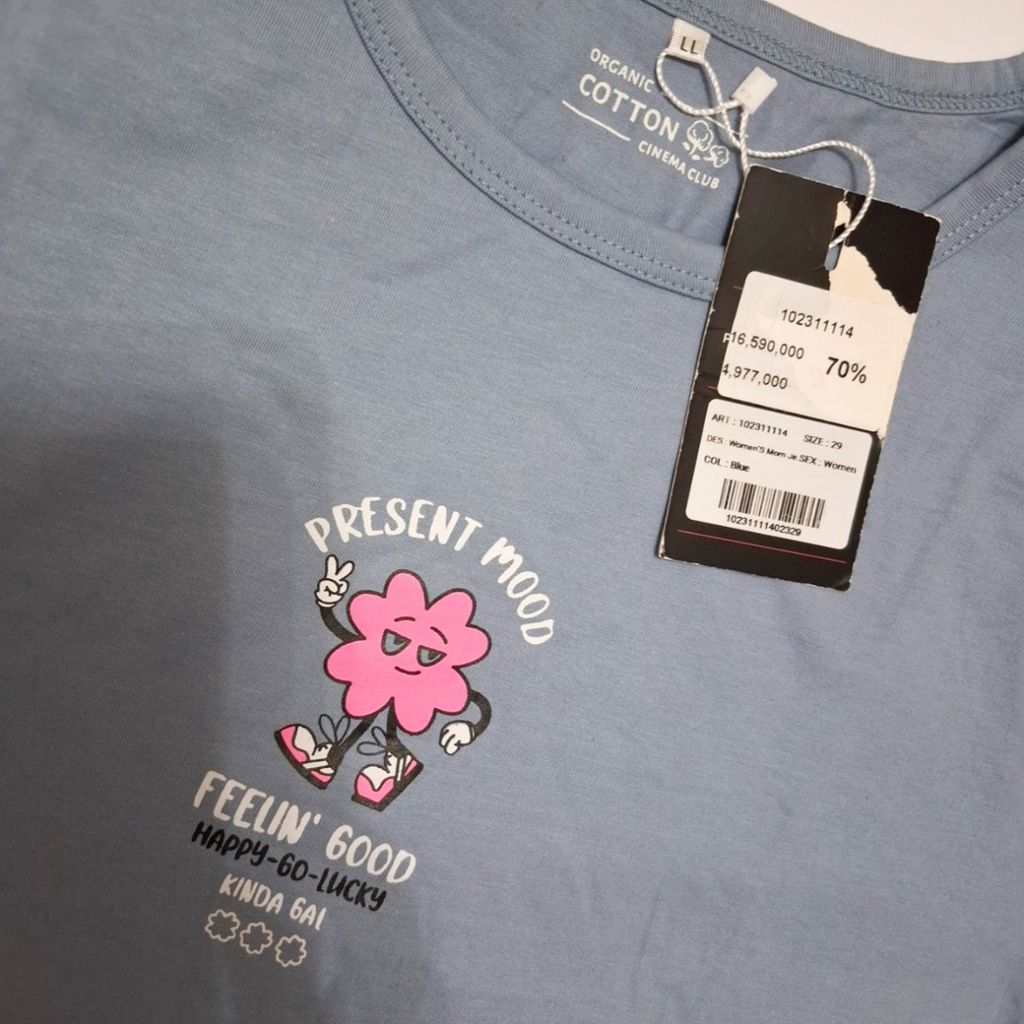 LL
ORGANIC
COTTON
CINEMA CLUB
102311114
16,590,000
70%
4,977,000
ART : 102311114 SIZE : 29
DES : Women'S Mom Je SEX : Women
COL : Blue
10231111402329
PRESENT MOOD
FEELIN' GOOD
HAPPY-GO-LUCKY
KINDA GAL